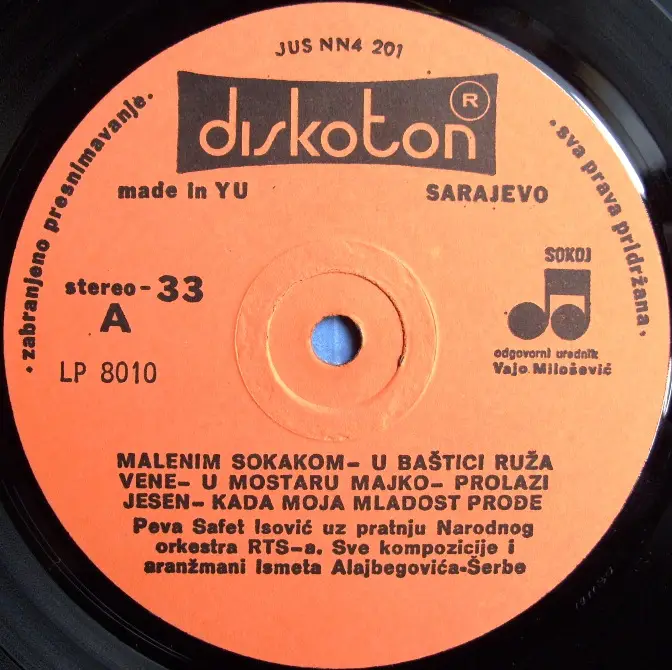 JUS NN4 201
diskoton ®
made in YU
SARAJEVO
· zabranjeno presnimavanje ·
· sva prava pridržana ·
stereo - 33
A
LP 8010
SOKOJ
odgovorni urednik
Vajo Milošević
MALENIM SOKAKOM- U BAŠTICI RUŽA
VENE- U MOSTARU MAJKO- PROLAZI
JESEN- KADA MOJA MLADOST PROĐE
Peva Safet Isović uz pratnju Narodnog
orkestra RTS-a. Sve kompozicije i
aranžmani Ismeta Alajbegovića-Šerbe